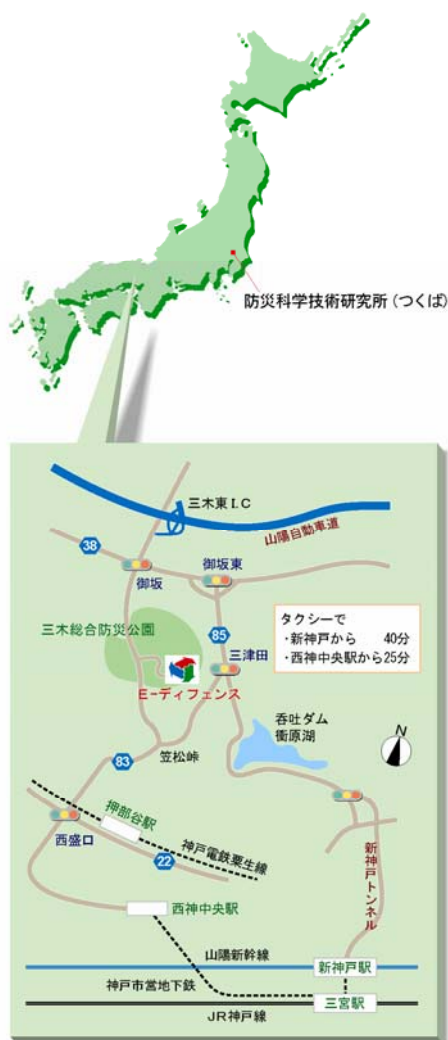 防災科学技術研究所(つくば)
三木東I.C
山陽自動車道
38
御坂東
御坂
タクシーで
・新神戸から 40分
・西神中央駅から25分
三木総合防災公園
85
三津田
E-ディフェンス
呑吐ダム
衝原湖
N
笠松峠
83
押部谷駅
西盛口
神戸電鉄粟生線
22
新神戸トンネル
西神中央駅
山陽新幹線
新神戸駅
神戸市営地下鉄
三宮駅
JR神戸線